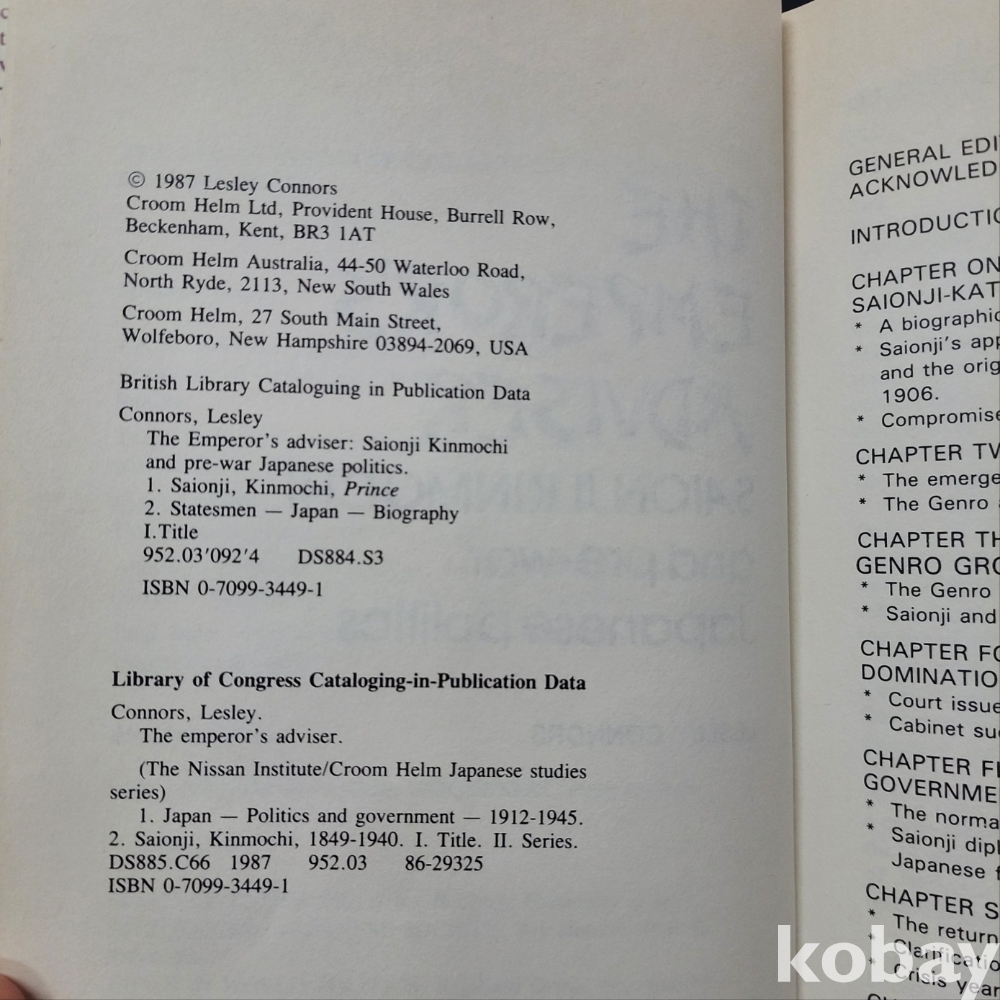 © 1987 Lesley Connors
Croom Helm Ltd, Provident House, Burrell Row,
Beckenham, Kent, BR3 1AT
Croom Helm Australia, 44-50 Waterloo Road,
North Ryde, 2113, New South Wales
Croom Helm, 27 South Main Street,
Wolfeboro, New Hampshire 03894-2069, USA
British Library Cataloguing in Publication Data
Connors, Lesley
The Emperor's adviser: Saionji Kinmochi
and pre-war Japanese politics.
1. Saionji, Kinmochi, Prince
2. Statesmen — Japan — Biography
I.Title
952.03'092'4 DS884.S3
ISBN 0-7099-3449-1
Library of Congress Cataloging-in-Publication Data
Connors, Lesley.
The emperor's adviser.
(The Nissan Institute/Croom Helm Japanese studies
series)
1. Japan — Politics and government — 1912-1945.
2. Saionji, Kinmochi, 1849-1940. I. Title. II. Series.
DS885.C66 1987 952.03 86-29325
ISBN 0-7099-3449-1
GENERAL EDI
ACKNOWLED
INTRODUCTIO
CHAPTER ON
SAIONJI-KAT
* A biographic
* Saionji's app
and the orig
1906.
* Compromise
CHAPTER TW
* The emerge
* The Genro
CHAPTER TH
GENRO GRO
* The Genro
* Saionji and
CHAPTER FO
DOMINATIO
* Court issue
* Cabinet su
CHAPTER FI
GOVERNME
* The norma
* Saionji dipl
Japanese f
CHAPTER S
* The return
* Clarificatio
* Crisis year
kobay